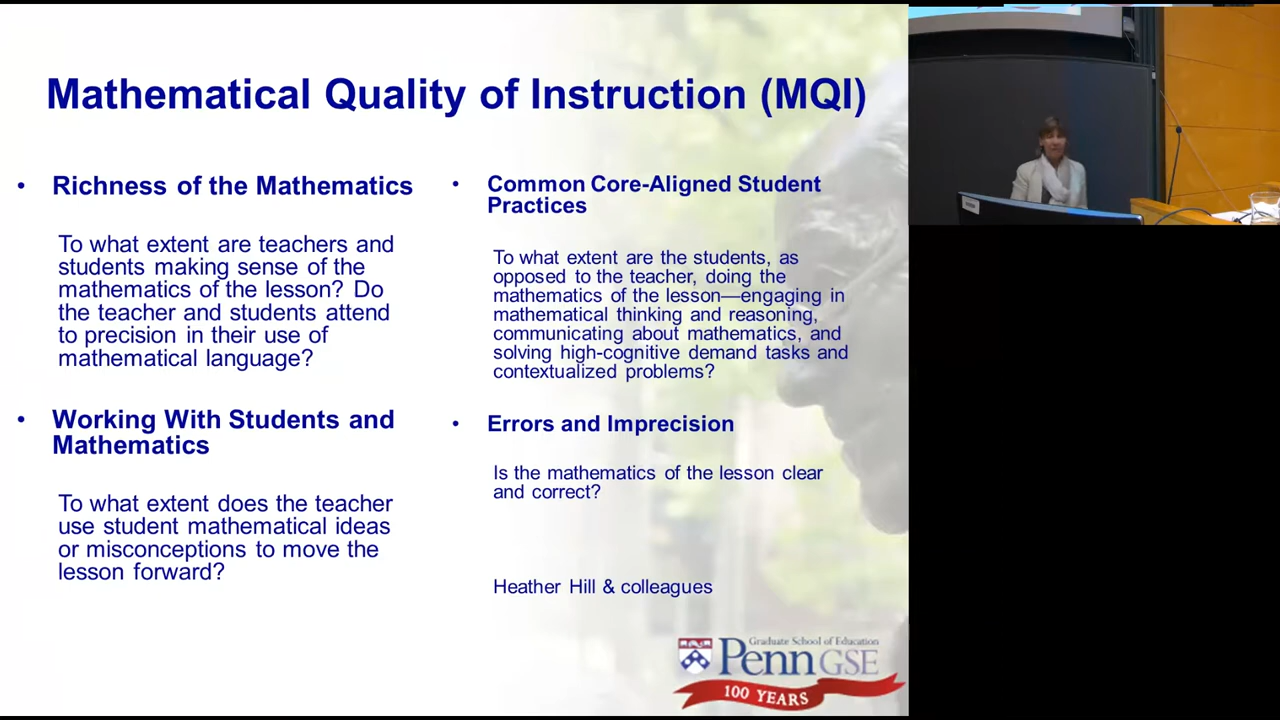 Mathematical Quality of Instruction (MQI)
• Richness of the Mathematics
To what extent are teachers and
students making sense of the
mathematics of the lesson? Do
the teacher and students attend
to precision in their use of
mathematical language?
• Working With Students and
Mathematics
To what extent does the teacher
use student mathematical ideas
or misconceptions to move the
lesson forward?
• Common Core-Aligned Student
Practices
To what extent are the students, as
opposed to the teacher, doing the
mathematics of the lesson—engaging in
mathematical thinking and reasoning,
communicating about mathematics, and
solving high-cognitive demand tasks and
contextualized problems?
• Errors and Imprecision
Is the mathematics of the lesson clear
and correct?
Heather Hill & colleagues
Graduate School of Education
Penn GSE
100 YEARS